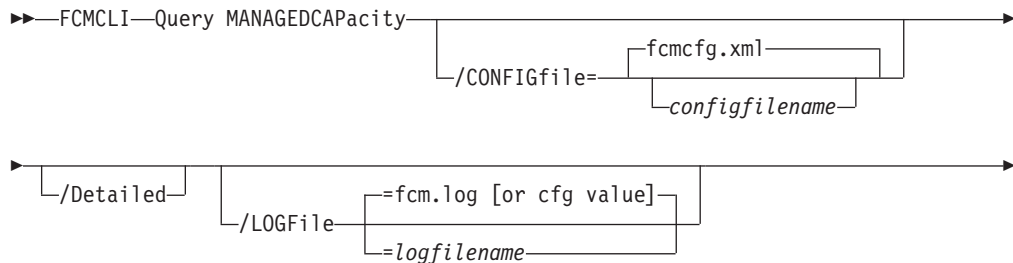 FCMCLI Query MANAGEDCAPacity
fcmcfg.xml
/CONFIGfile=
configfilename
/Detailed
=fcm.log [or cfg value]
/LOGFile
=logfilename